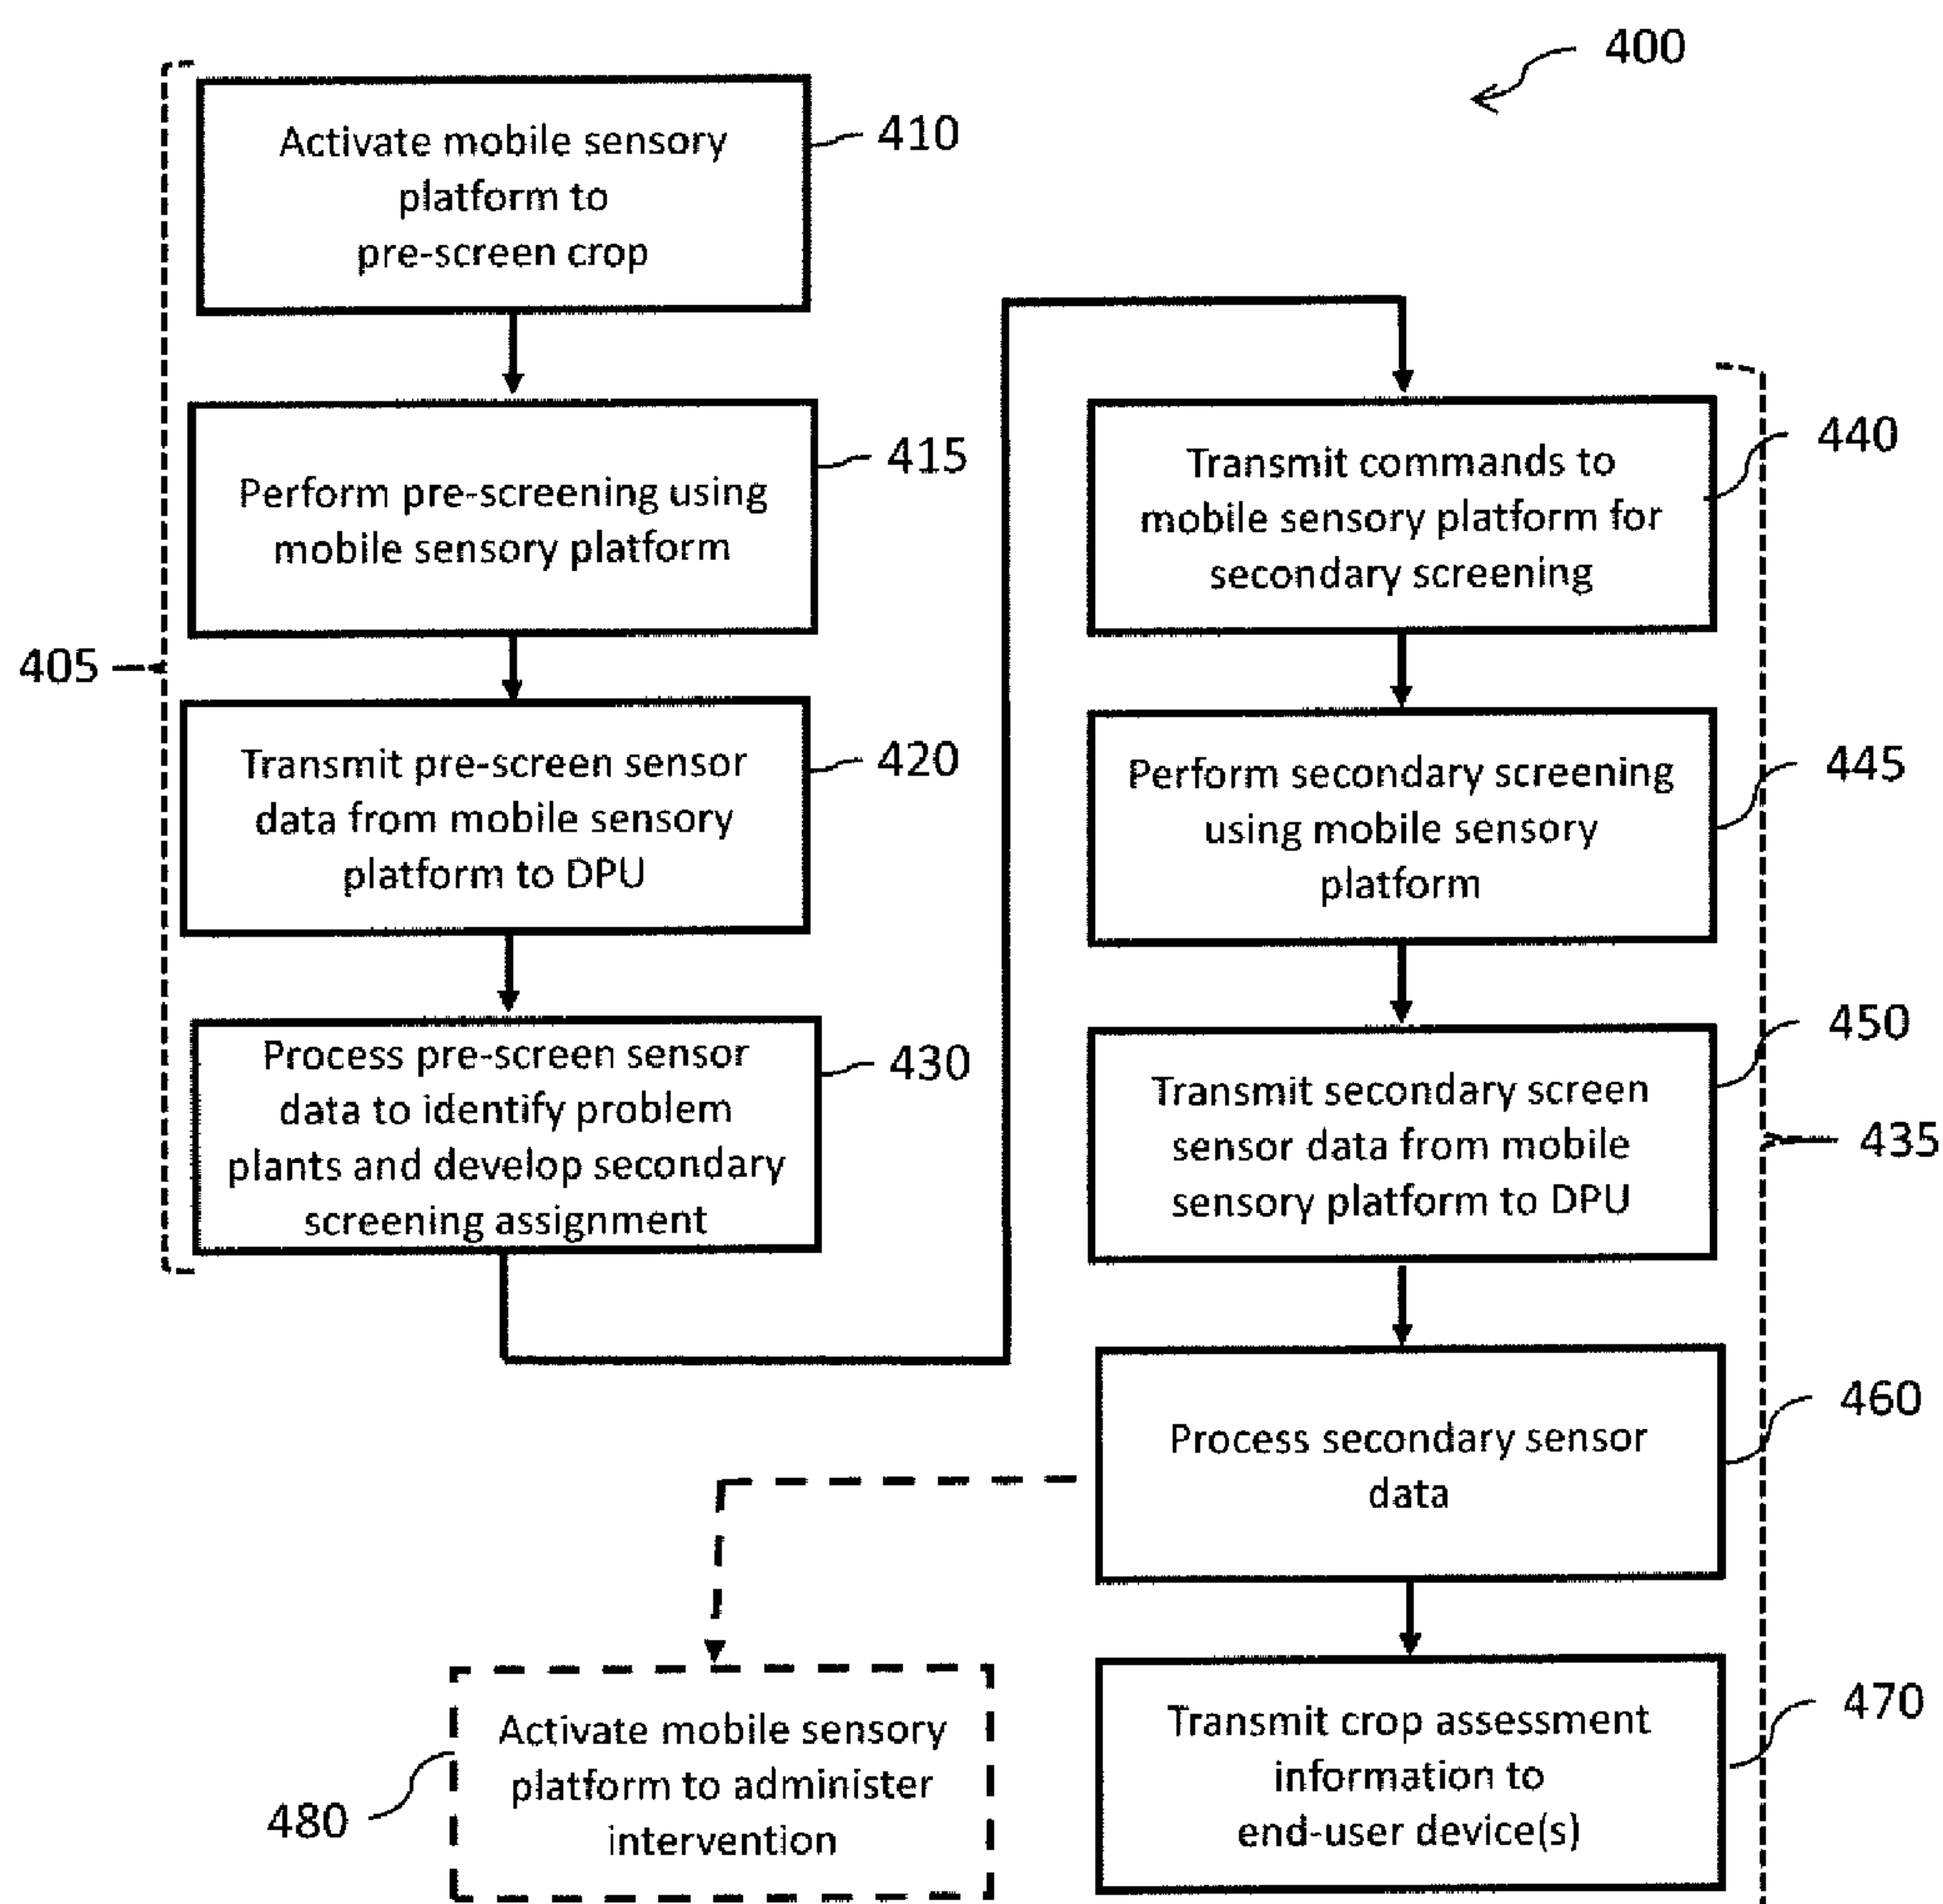 400
Activate mobile sensory
platform to
pre-screen crop
410
Perform pre-screening using
mobile sensory platform
415
405
Transmit pre-screen sensor
data from mobile sensory
platform to DPU
420
Process pre-screen sensor
data to identify problem
plants and develop secondary
screening assignment
430
Transmit commands to
mobile sensory platform for
secondary screening
440
Perform secondary screening
using mobile sensory
platform
445
Transmit secondary screen
sensor data from mobile
sensory platform to DPU
450
435
Process secondary sensor
data
460
Transmit crop assessment
information to
end-user device(s)
470
Activate mobile sensory
platform to administer
intervention
480